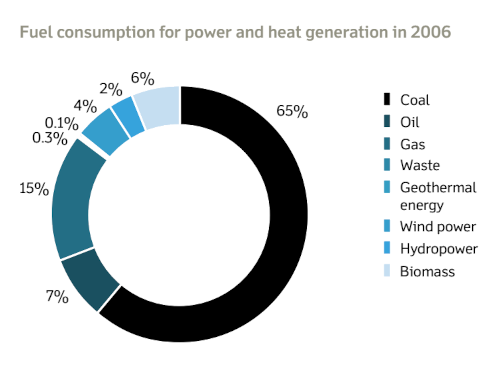 Fuel consumption for power and heat generation in 2006
6%
2%
4%
0.1%
0.3%
15%
7%
65%
Coal
Oil
Gas
Waste
Geothermal
energy
Wind power
Hydropower
Biomass